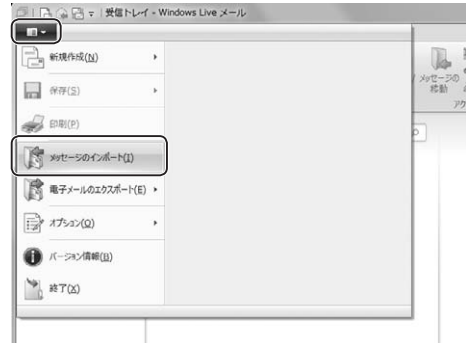 受信トレイ - Windows Live メール
新規作成(N)
保存(S)
印刷(P)
メッセージのインポート(I)
電子メールのエクスポート(E)
オプション(O)
バージョン情報(B)
終了(X)
メッセージの
移動